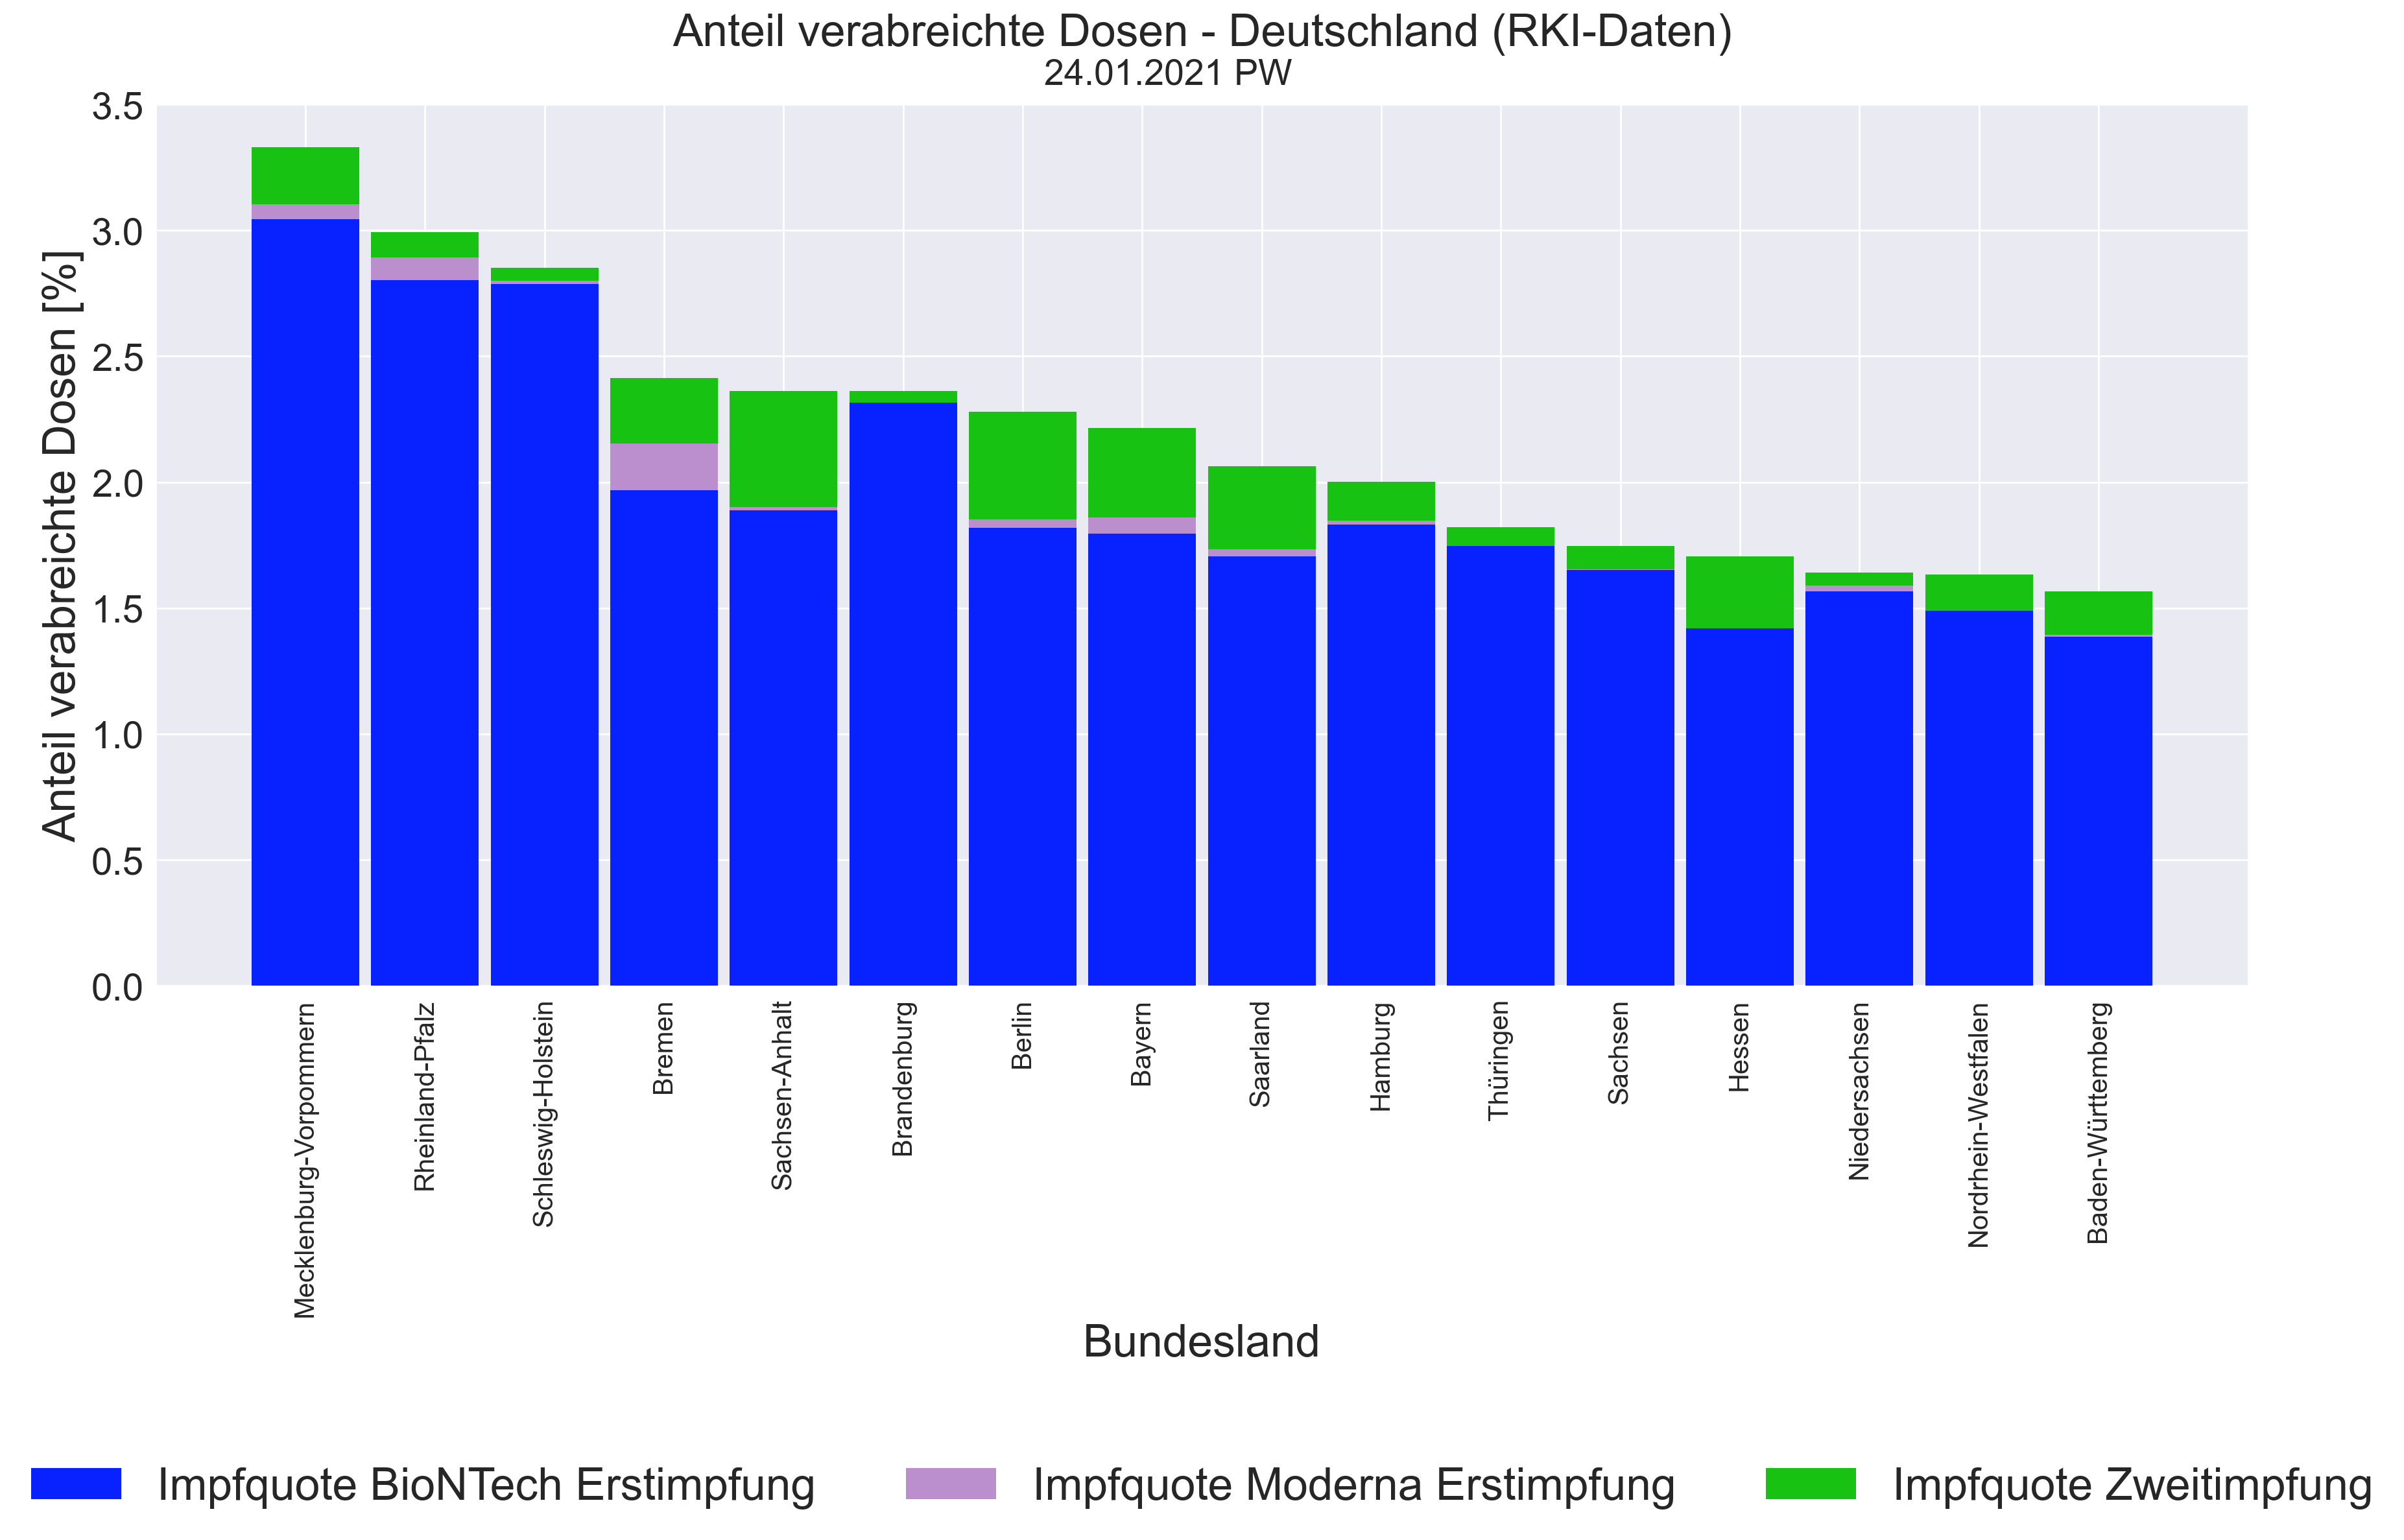 Anteil verabreichte Dosen - Deutschland (RKI-Daten)
24.01.2021 PW
Anteil verabreichte Dosen [%]
3.5
3.0
2.5
2.0
1.5
1.0
0.5
0.0
Mecklenburg-Vorpommern
Rheinland-Pfalz
Schleswig-Holstein
Bremen
Sachsen-Anhalt
Brandenburg
Berlin
Bayern
Saarland
Hamburg
Thüringen
Sachsen
Hessen
Niedersachsen
Nordrhein-Westfalen
Baden-Württemberg
Bundesland
Impfquote BioNTech Erstimpfung
Impfquote Moderna Erstimpfung
Impfquote Zweitimpfung